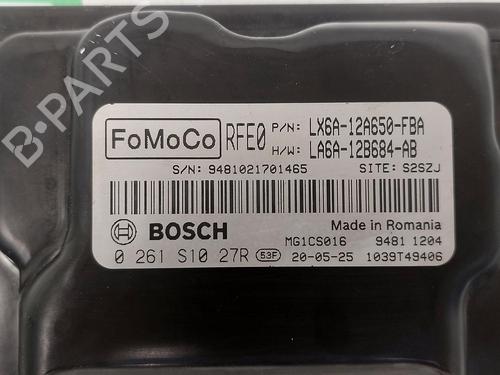 FoMoCo RFE0 P/N: LX6A-12A650-FBA
H/W: LA6A-12B684-AB
S/N: 9481021701465 SITE: S2SZJ
BOSCH Made in Romania
MG1CS016 9481 1204
0 261 S10 27R 53F 20-05-25 1039T49406
B-PARTS